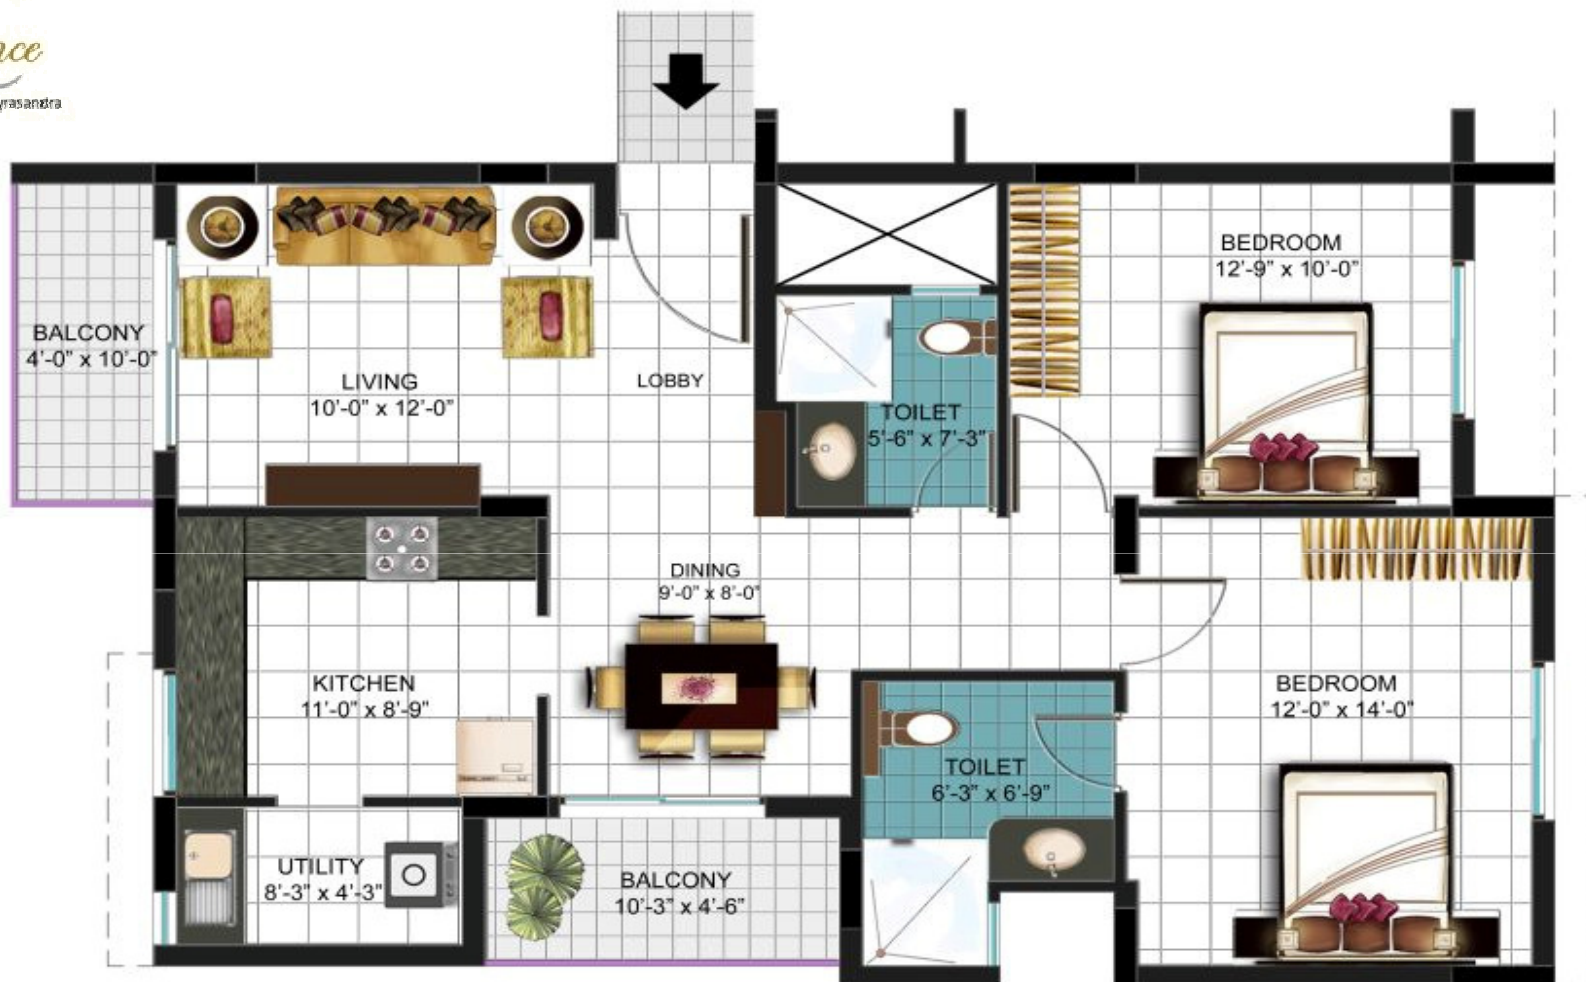 BEDROOM
12'-9" x 10'-0"
BALCONY
4'-0" x 10'-0"
LIVING
10'-0" x 12'-0"
LOBBY
TOILET
5'-6" x 7'-3"
DINING
9'-0" x 8'-0"
KITCHEN
11'-0" x 8'-9"
BEDROOM
12'-0" x 14'-0"
TOILET
6'-3" x 6'-9"
UTILITY
8'-3" x 4'-3"
BALCONY
10'-3" x 4'-6"